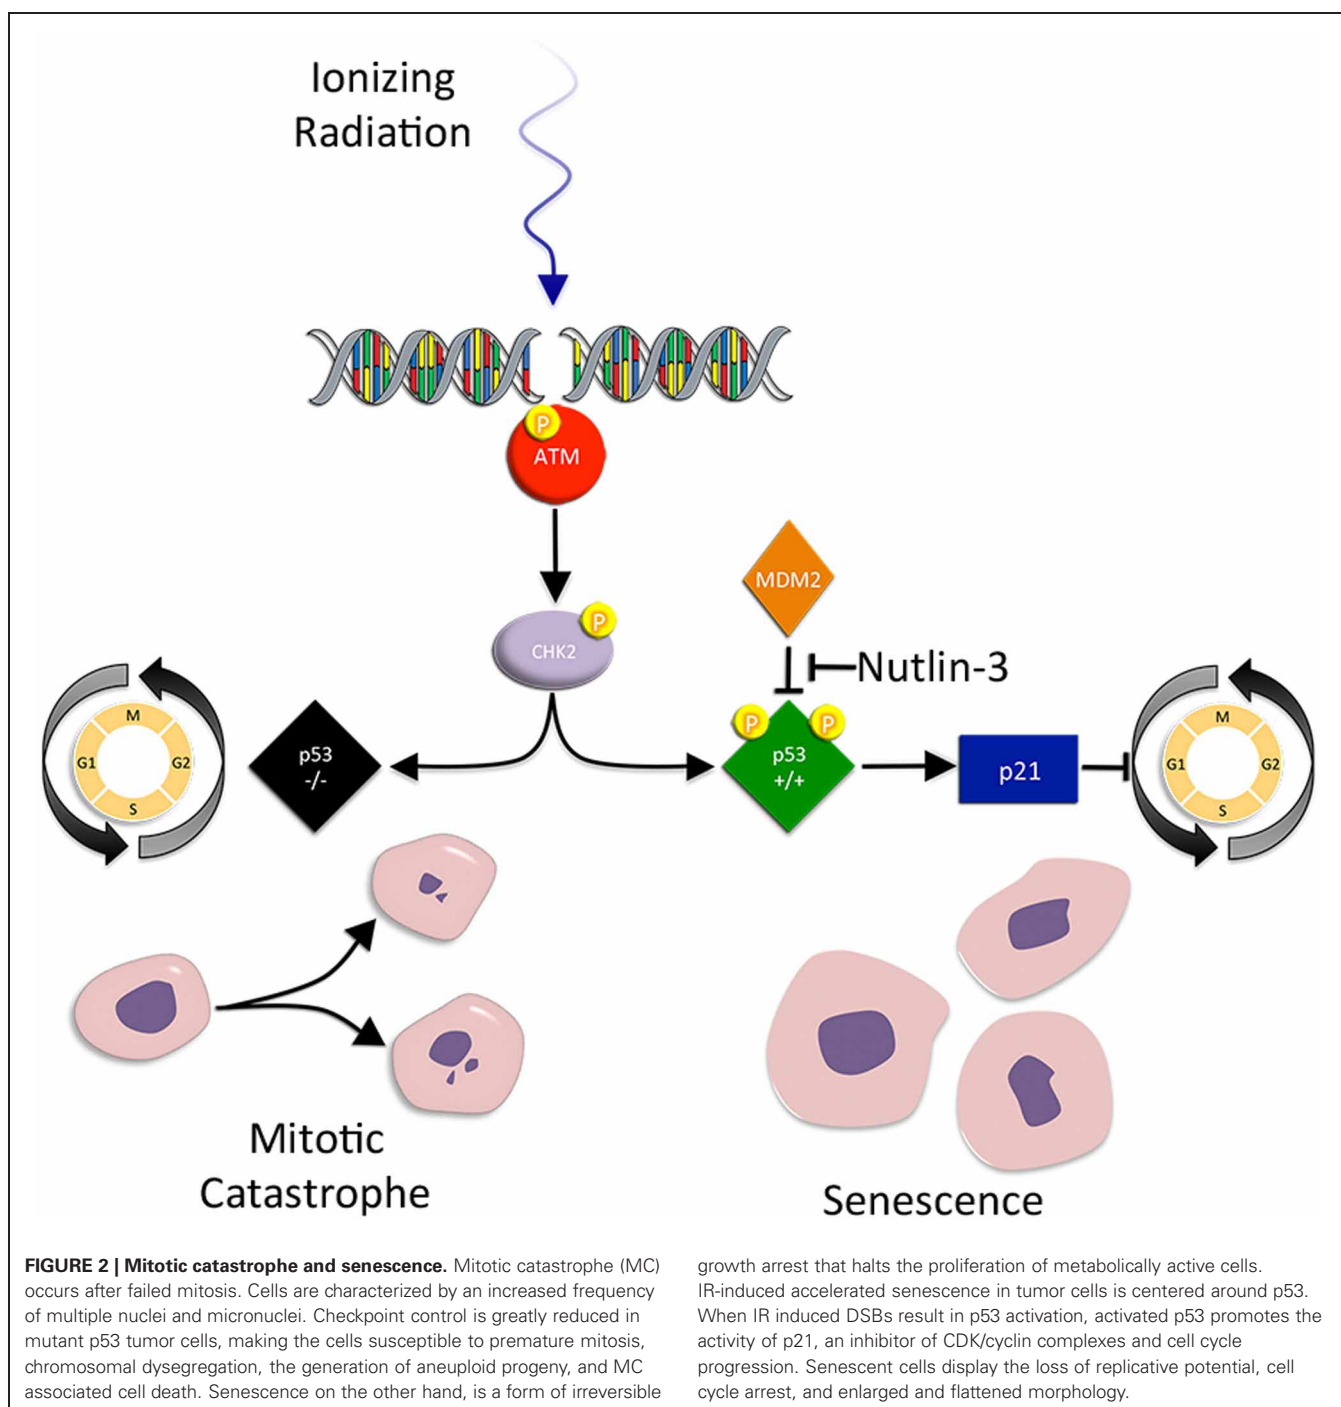 Ionizing
Radiation
P
ATM
MDM2
P
CHK2
Nutlin-3
M
G1
G2
S
p53
-/-
P
P
p53
+/+
p21
M
G1
G2
S
Mitotic
Catastrophe
Senescence
FIGURE 2 | Mitotic catastrophe and senescence. Mitotic catastrophe (MC)
occurs after failed mitosis. Cells are characterized by an increased frequency
of multiple nuclei and micronuclei. Checkpoint control is greatly reduced in
mutant p53 tumor cells, making the cells susceptible to premature mitosis,
chromosomal dysegregation, the generation of aneuploid progeny, and MC
associated cell death. Senescence on the other hand, is a form of irreversible
growth arrest that halts the proliferation of metabolically active cells.
IR-induced accelerated senescence in tumor cells is centered around p53.
When IR induced DSBs result in p53 activation, activated p53 promotes the
activity of p21, an inhibitor of CDK/cyclin complexes and cell cycle
progression. Senescent cells display the loss of replicative potential, cell
cycle arrest, and enlarged and flattened morphology.